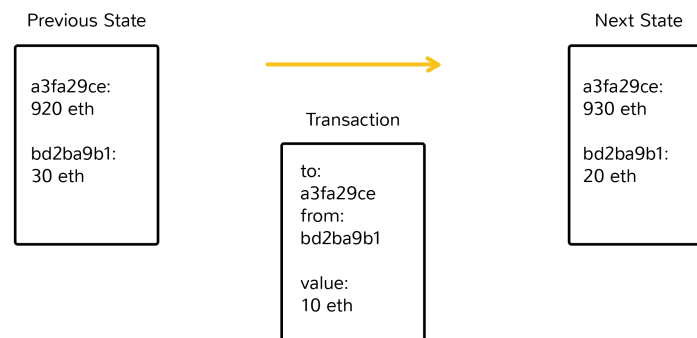 Previous State
a3fa29ce:
920 eth
bd2ba9b1:
30 eth
Transaction
to:
a3fa29ce
from:
bd2ba9b1
value:
10 eth
Next State
a3fa29ce:
930 eth
bd2ba9b1:
20 eth